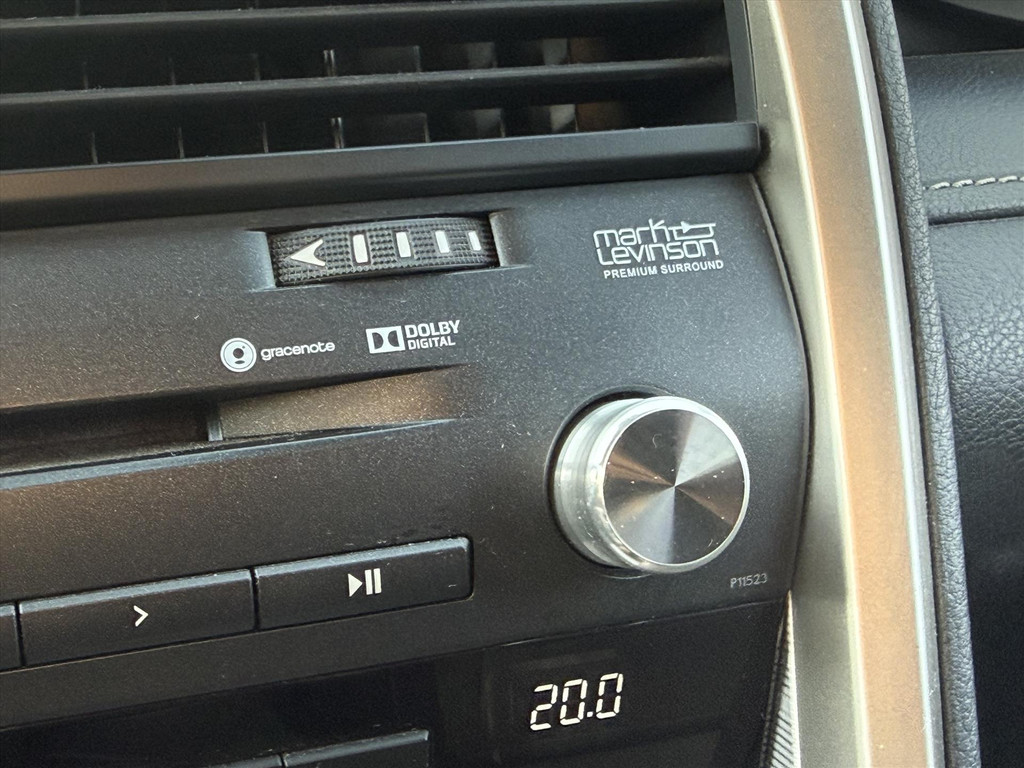 mark
Levinson
PREMIUM SURROUND
gracenote
DOLBY
DIGITAL
P11523
20.0